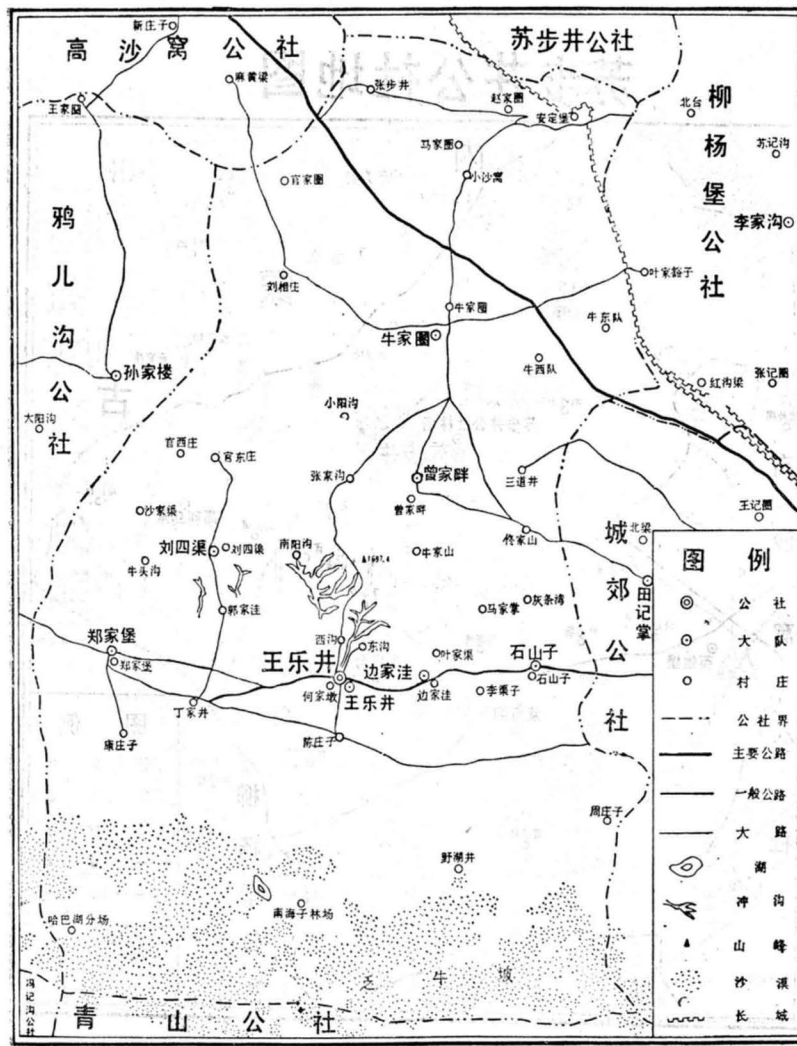 新庄子
高沙窝公社
苏步井公社
麻黄梁
张步井
赵家圈
王家圈
安定堡
北台
柳杨堡公社
马家圈
苏记沟
官家圈
小沙窝
鸦儿沟公社
李家沟
刘相庄
叶家豁子
牛家圈
牛东队
牛家圈
牛西队
孙家楼
红沟梁
张记圈
大阳沟
小阳沟
官西庄
官东庄
张家沟
曾家畔
三道井
曾家畔
沙家渠
王记圈
北梁
佟家山
城郊公社
刘四渠
刘四渠
南阳沟
牛家山
牛头沟
田记掌
郭家洼
马家掌
灰条湾
郑家堡
西沟
东沟
郑家堡
王乐井
边家洼
叶家渠
石山子
何家墩
王乐井
边家洼
李渠子
石山子
丁家井
康庄子
陈庄子
周庄子
野湖井
南海子林场
哈巴湖分场
牛坡
冯记沟公社
青山公社
图例
公社
大队
村庄
公社界
主要公路
一般公路
大路
湖
冲沟
山峰
沙漠
长城